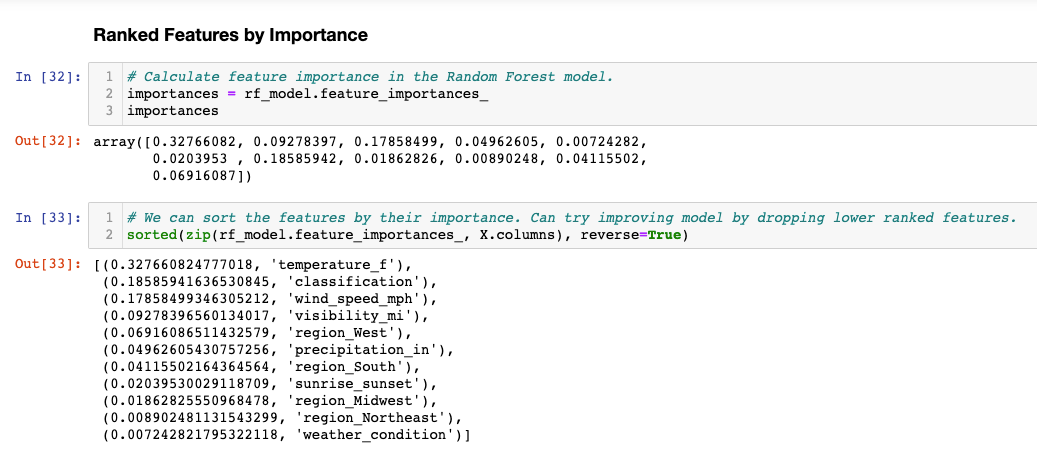 Ranked Features by Importance
In [32]:
1 # Calculate feature importance in the Random Forest model.
2 importances = rf_model.feature_importances_
3 importances
Out[32]: array([0.32766082, 0.09278397, 0.17858499, 0.04962605, 0.00724282,
0.0203953 , 0.18585942, 0.01862826, 0.00890248, 0.04115502,
0.06916087])
In [33]:
1 # We can sort the features by their importance. Can try improving model by dropping lower ranked features.
2 sorted(zip(rf_model.feature_importances_, X.columns), reverse=True)
Out[33]: [(0.327660824777018, 'temperature_f'),
(0.18585941636530845, 'classification'),
(0.17858499346305212, 'wind_speed_mph'),
(0.09278396560134017, 'visibility_mi'),
(0.06916086511432579, 'region_West'),
(0.04962605430757256, 'precipitation_in'),
(0.04115502164364564, 'region_South'),
(0.02039530029118709, 'sunrise_sunset'),
(0.01862825550968478, 'region_Midwest'),
(0.008902481131543299, 'region_Northeast'),
(0.007242821795322118, 'weather_condition')]